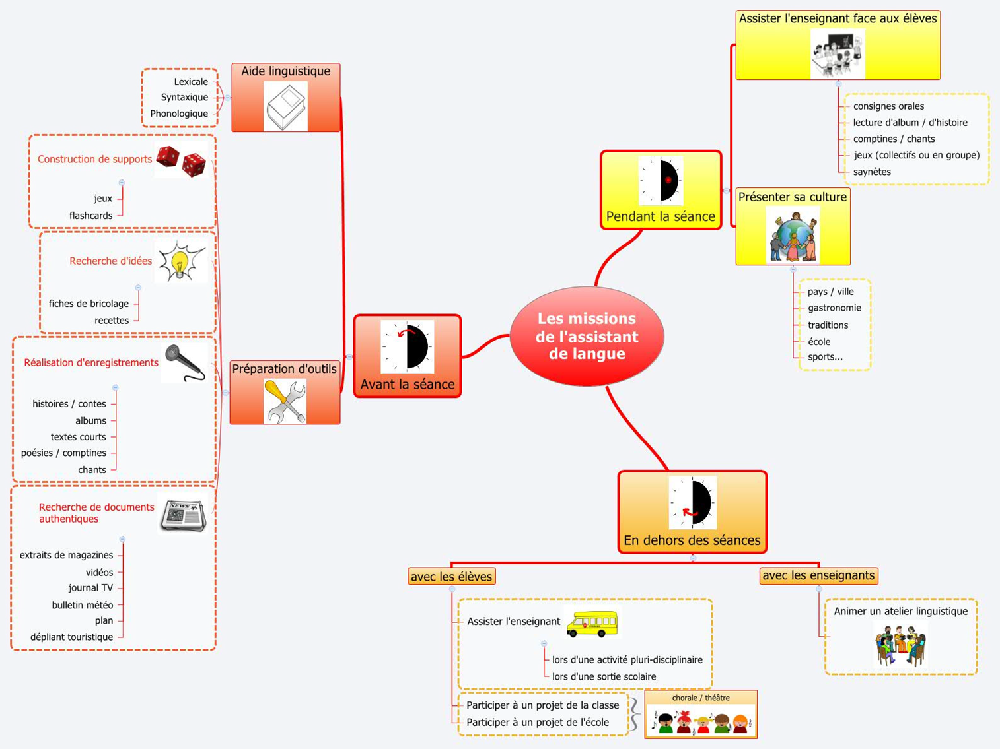 Les missions
de l'assistant
de langue
Avant la séance
Aide linguistique
Lexicale
Syntaxique
Phonologique
Préparation d'outils
Construction de supports
jeux
flashcards
Recherche d'idées
fiches de bricolage
recettes
Réalisation d'enregistrements
histoires / contes
albums
textes courts
poésies / comptines
chants
Recherche de documents
authentiques
NEWS
extraits de magazines
vidéos
journal TV
bulletin météo
plan
dépliant touristique
Pendant la séance
Assister l'enseignant face aux élèves
consignes orales
lecture d'album / d'histoire
comptines / chants
jeux (collectifs ou en groupe)
saynètes
Présenter sa culture
pays / ville
gastronomie
traditions
école
sports...
En dehors des séances
avec les élèves
Assister l'enseignant
lors d'une activité pluri-disciplinaire
lors d'une sortie scolaire
Participer à un projet de la classe
Participer à un projet de l'école
chorale / théâtre
avec les enseignants
Animer un atelier linguistique